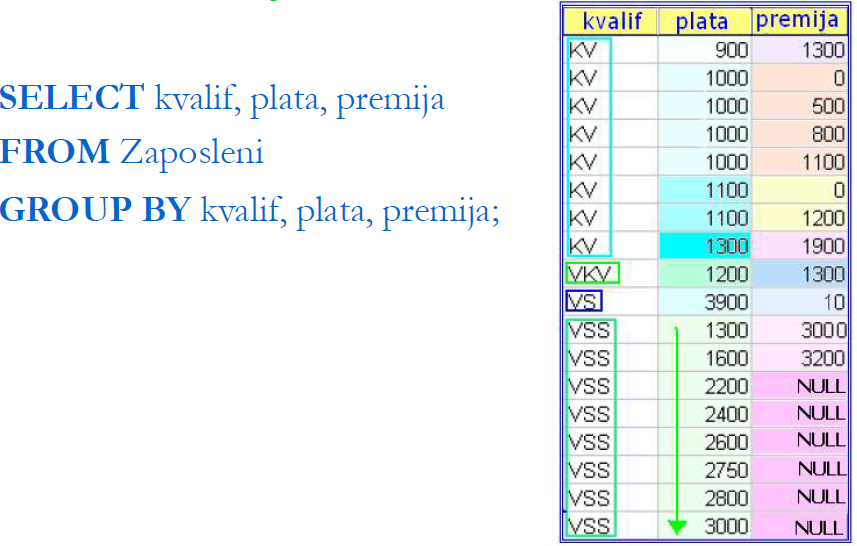 SELECT kvalif, plata, premija
FROM Zaposleni
GROUP BY kvalif, plata, premija;
kvalif plata premija
KV 900 1300
KV 1000 0
KV 1000 500
KV 1000 800
KV 1000 1100
KV 1100 0
KV 1100 1200
KV 1300 1900
VKV 1200 1300
VS 3900 10
VSS 1300 3000
VSS 1600 3200
VSS 2200 NULL
VSS 2400 NULL
VSS 2600 NULL
VSS 2750 NULL
VSS 2800 NULL
VSS 3000 NULL